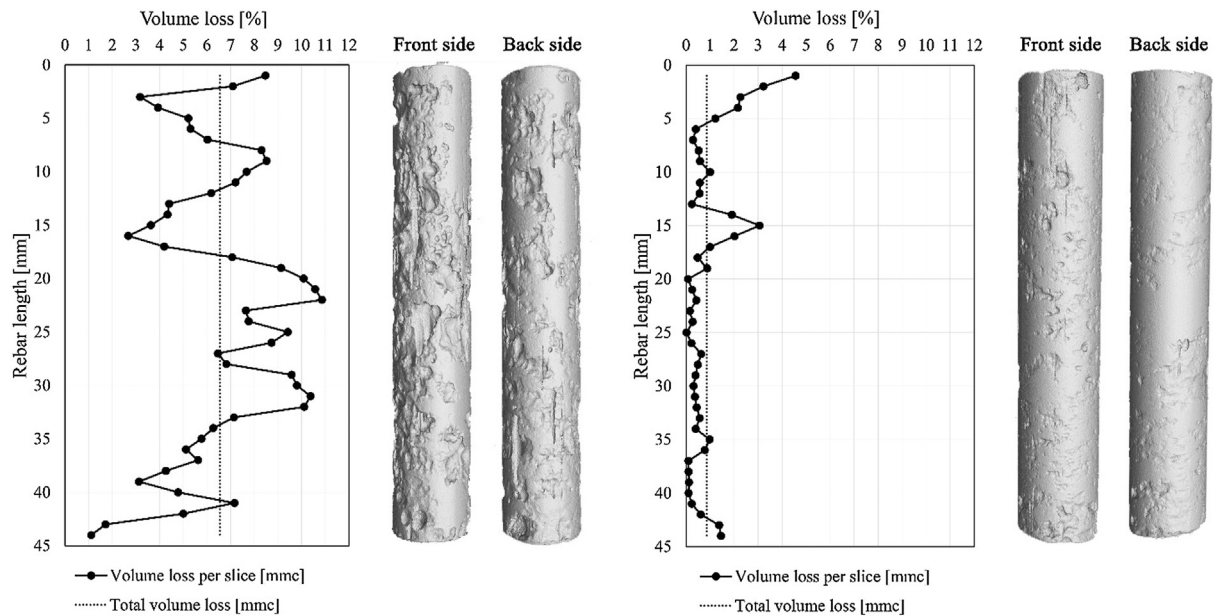 Volume loss [%]
0 1 2 3 4 5 6 7 8 9 10 11 12
Front side Back side
Rebar length [mm]
0
5
10
15
20
25
30
35
40
45
Volume loss per slice [mmc]
Total volume loss [mmc]
Volume loss [%]
0 1 2 3 4 5 6 7 8 9 10 11 12
Front side Back side
Rebar length [mm]
0
5
10
15
20
25
30
35
40
45
Volume loss per slice [mmc]
Total volume loss [mmc]